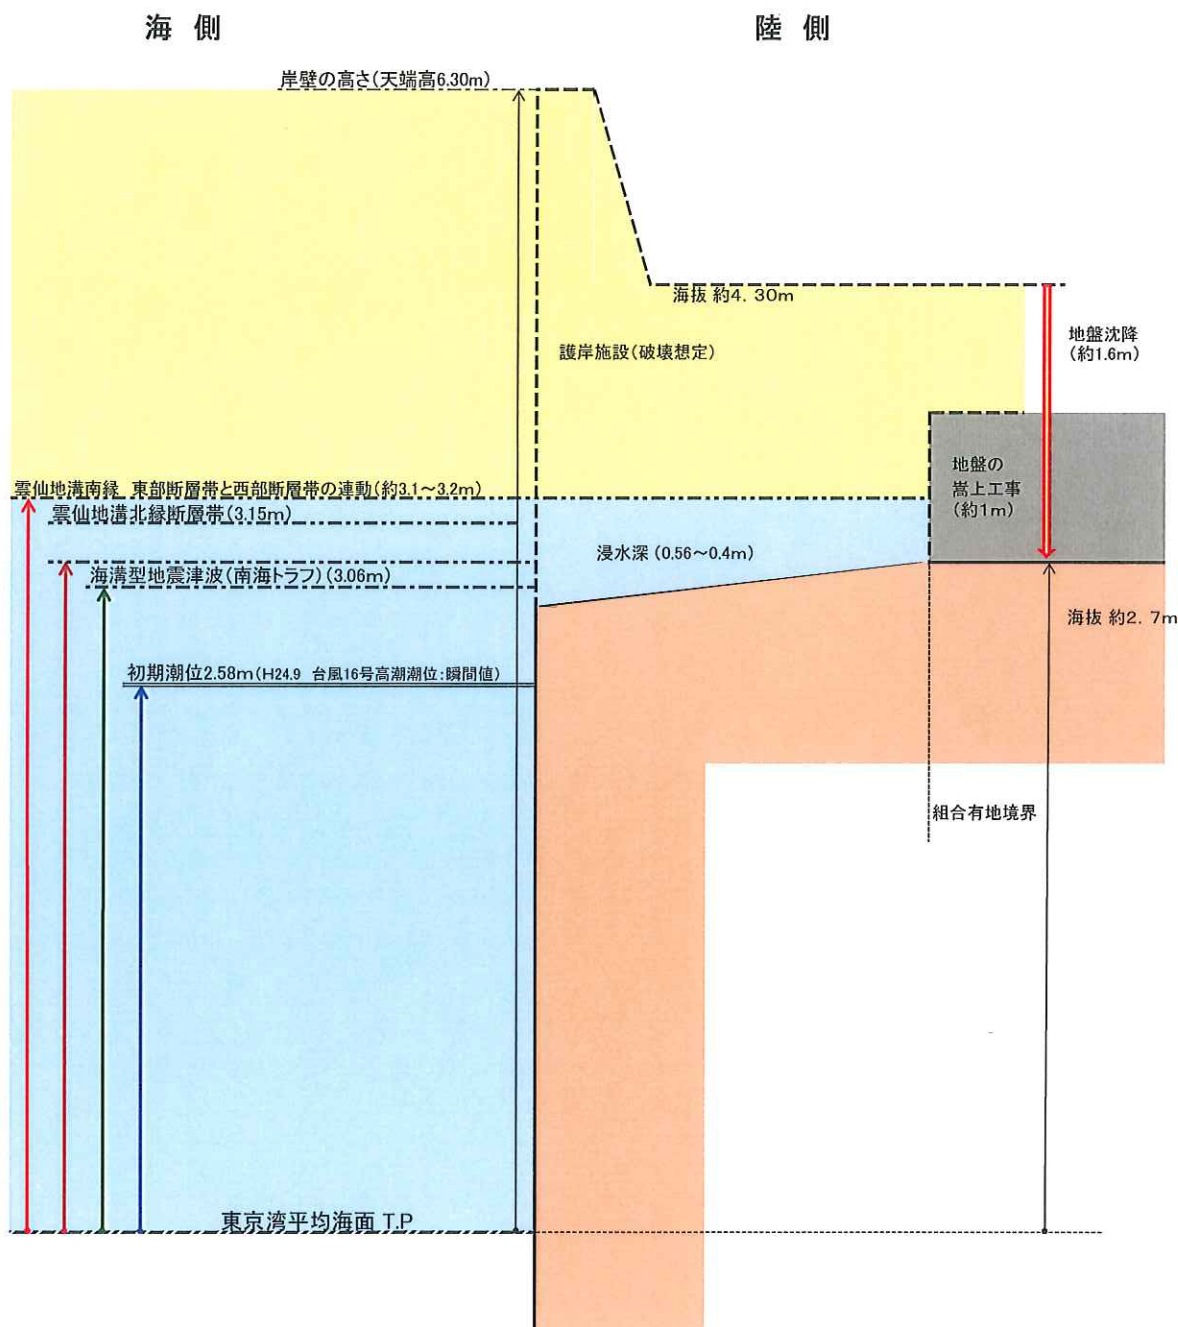 海 側
陸 側
岸壁の高さ(天端高6.30m)
海抜 約4.30m
地盤沈降
(約1.6m)
護岸施設(破壊想定)
地盤の
嵩上工事
(約1m)
雲仙地溝南縁 東部断層帯と西部断層帯の連動(約3.1~3.2m)
雲仙地溝北縁断層帯(3.15m)
浸水深 (0.56~0.4m)
海溝型地震津波(南海トラフ)(3.06m)
海抜 約2.7m
初期潮位2.58m(H24.9 台風16号高潮潮位:瞬間値)
組合有地境界
東京湾平均海面 T.P